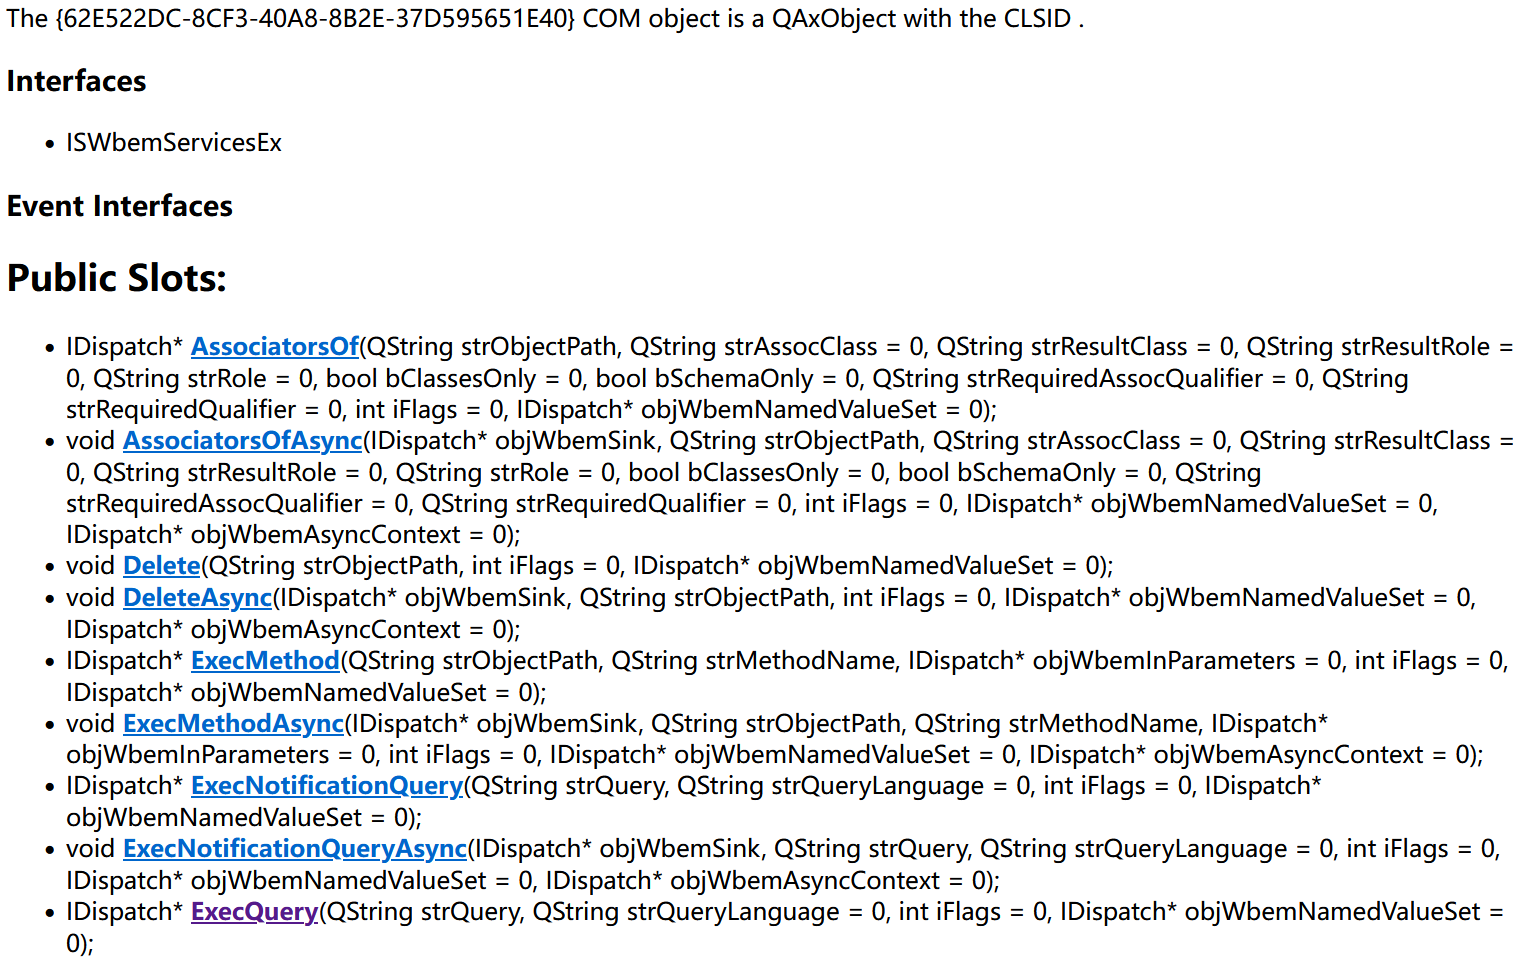 The {62E522DC-8CF3-40A8-8B2E-37D595651E40} COM object is a QAxObject with the CLSID .
Interfaces
• ISWbemServicesEx
Event Interfaces
Public Slots:
• IDispatch* AssociatorsOf(QString strObjectPath, QString strAssocClass = 0, QString strResultClass = 0, QString strResultRole =
0, QString strRole = 0, bool bClassesOnly = 0, bool bSchemaOnly = 0, QString strRequiredAssocQualifier = 0, QString
strRequiredQualifier = 0, int iFlags = 0, IDispatch* objWbemNamedValueSet = 0);
• void AssociatorsOfAsync(IDispatch* objWbemSink, QString strObjectPath, QString strAssocClass = 0, QString strResultClass =
0, QString strResultRole = 0, QString strRole = 0, bool bClassesOnly = 0, bool bSchemaOnly = 0, QString
strRequiredAssocQualifier = 0, QString strRequiredQualifier = 0, int iFlags = 0, IDispatch* objWbemNamedValueSet = 0,
IDispatch* objWbemAsyncContext = 0);
• void Delete(QString strObjectPath, int iFlags = 0, IDispatch* objWbemNamedValueSet = 0);
• void DeleteAsync(IDispatch* objWbemSink, QString strObjectPath, int iFlags = 0, IDispatch* objWbemNamedValueSet = 0,
IDispatch* objWbemAsyncContext = 0);
• IDispatch* ExecMethod(QString strObjectPath, QString strMethodName, IDispatch* objWbemInParameters = 0, int iFlags = 0,
IDispatch* objWbemNamedValueSet = 0);
• void ExecMethodAsync(IDispatch* objWbemSink, QString strObjectPath, QString strMethodName, IDispatch*
objWbemInParameters = 0, int iFlags = 0, IDispatch* objWbemNamedValueSet = 0, IDispatch* objWbemAsyncContext = 0);
• IDispatch* ExecNotificationQuery(QString strQuery, QString strQueryLanguage = 0, int iFlags = 0, IDispatch*
objWbemNamedValueSet = 0);
• void ExecNotificationQueryAsync(IDispatch* objWbemSink, QString strQuery, QString strQueryLanguage = 0, int iFlags = 0,
IDispatch* objWbemNamedValueSet = 0, IDispatch* objWbemAsyncContext = 0);
• IDispatch* ExecQuery(QString strQuery, QString strQueryLanguage = 0, int iFlags = 0, IDispatch* objWbemNamedValueSet =
0);